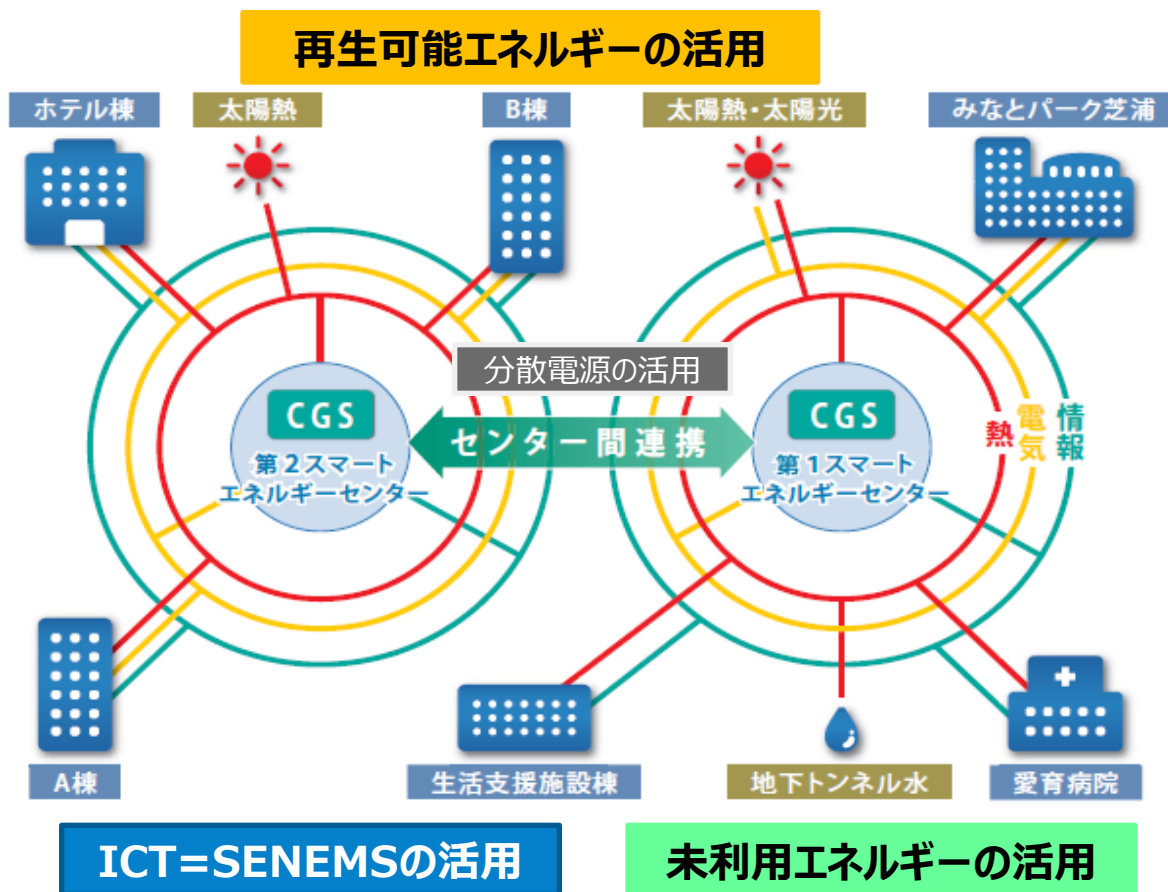 再生可能エネルギーの活用
ホテル棟
太陽熱
B棟
太陽熱・太陽光
みなとパーク芝浦
分散電源の活用
センター間連携
CGS
第2スマート
エネルギーセンター
CGS
第1スマート
エネルギーセンター
熱
電気
情報
A棟
生活支援施設棟
地下トンネル水
愛育病院
ICT=SENEMSの活用
未利用エネルギーの活用